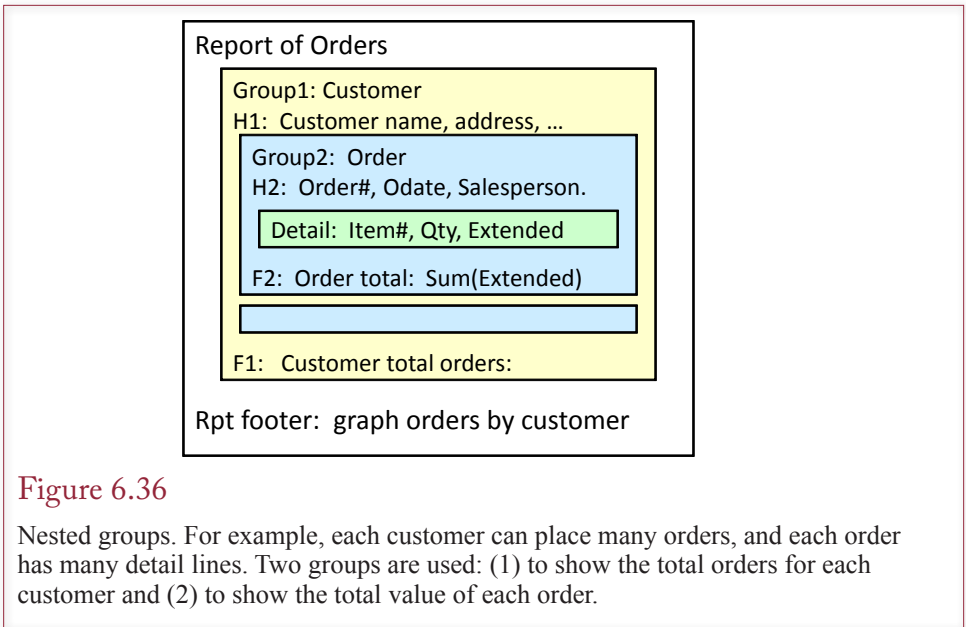 Report of Orders
Group1: Customer
H1: Customer name, address, ...
Group2: Order
H2: Order#, Odate, Salesperson.
Detail: Item#, Qty, Extended
F2: Order total: Sum(Extended)
F1: Customer total orders:
Rpt footer: graph orders by customer
Figure 6.36
Nested groups. For example, each customer can place many orders, and each order
has many detail lines. Two groups are used: (1) to show the total orders for each
customer and (2) to show the total value of each order.